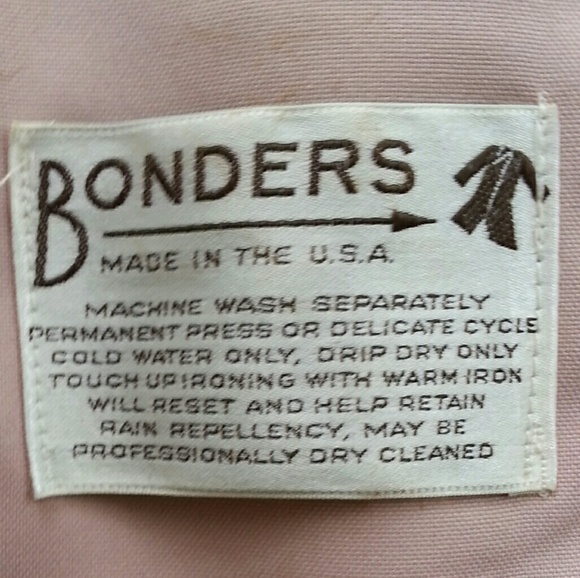 BONDERS
MADE IN THE U.S.A.
MACHINE WASH SEPARATELY
PERMANENT PRESS OR DELICATE CYCLE
COLD WATER ONLY, DRIP DRY ONLY
TOUCH UP IRONING WITH WARM IRON
WILL RESET AND HELP RETAIN
RAIN REPELLENCY, MAY BE
PROFESSIONALLY DRY CLEANED